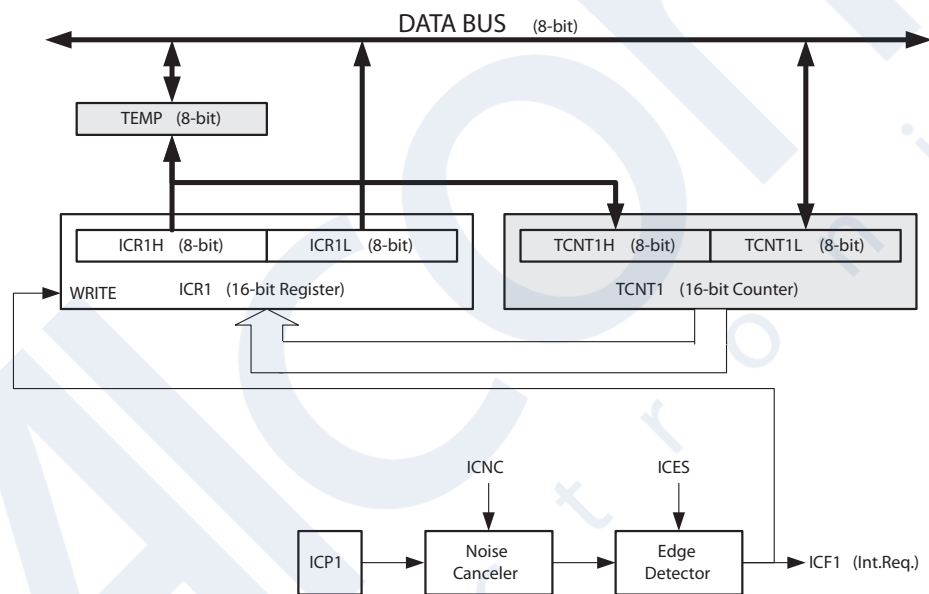 DATA BUS (8-bit)
TEMP (8-bit)
ICR1H (8-bit) ICR1L (8-bit) TCNT1H (8-bit) TCNT1L (8-bit)
WRITE ICR1 (16-bit Register) TCNT1 (16-bit Counter)
ICNC ICES
ICP1 Noise Canceler Edge Detector ICF1 (Int.Req.)